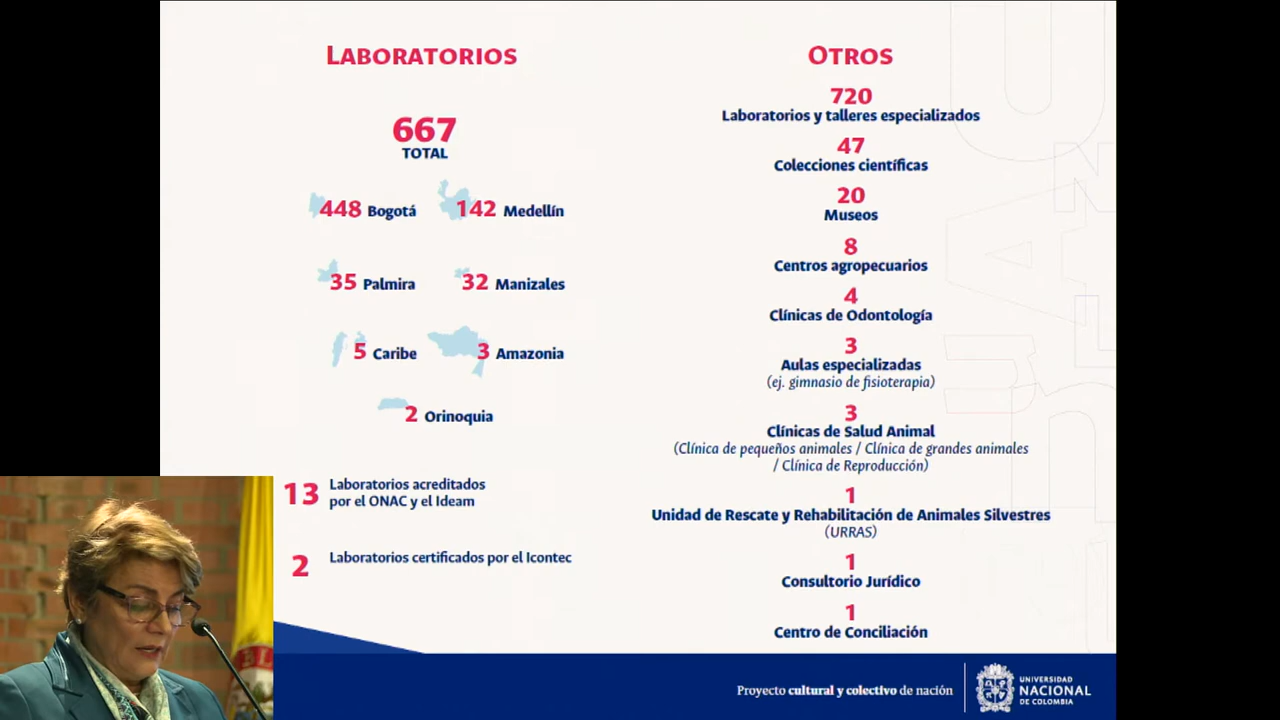 LABORATORIOS
667
TOTAL
448 Bogotá
142 Medellín
35 Palmira
32 Manizales
5 Caribe
3 Amazonia
2 Orinoquia
13 Laboratorios acreditados
por el ONAC y el Ideam
2 Laboratorios certificados por el Icontec
OTROS
720
Laboratorios y talleres especializados
47
Colecciones científicas
20
Museos
8
Centros agropecuarios
4
Clínicas de Odontología
3
Aulas especializadas
(ej. gimnasio de fisioterapia)
3
Clínicas de Salud Animal
(Clínica de pequeños animales / Clínica de grandes animales
/ Clínica de Reproducción)
1
Unidad de Rescate y Rehabilitación de Animales Silvestres
(URRAS)
1
Consultorio Jurídico
1
Centro de Conciliación
Proyecto cultural y colectivo de nación
UNIVERSIDAD
NACIONAL
DE COLOMBIA